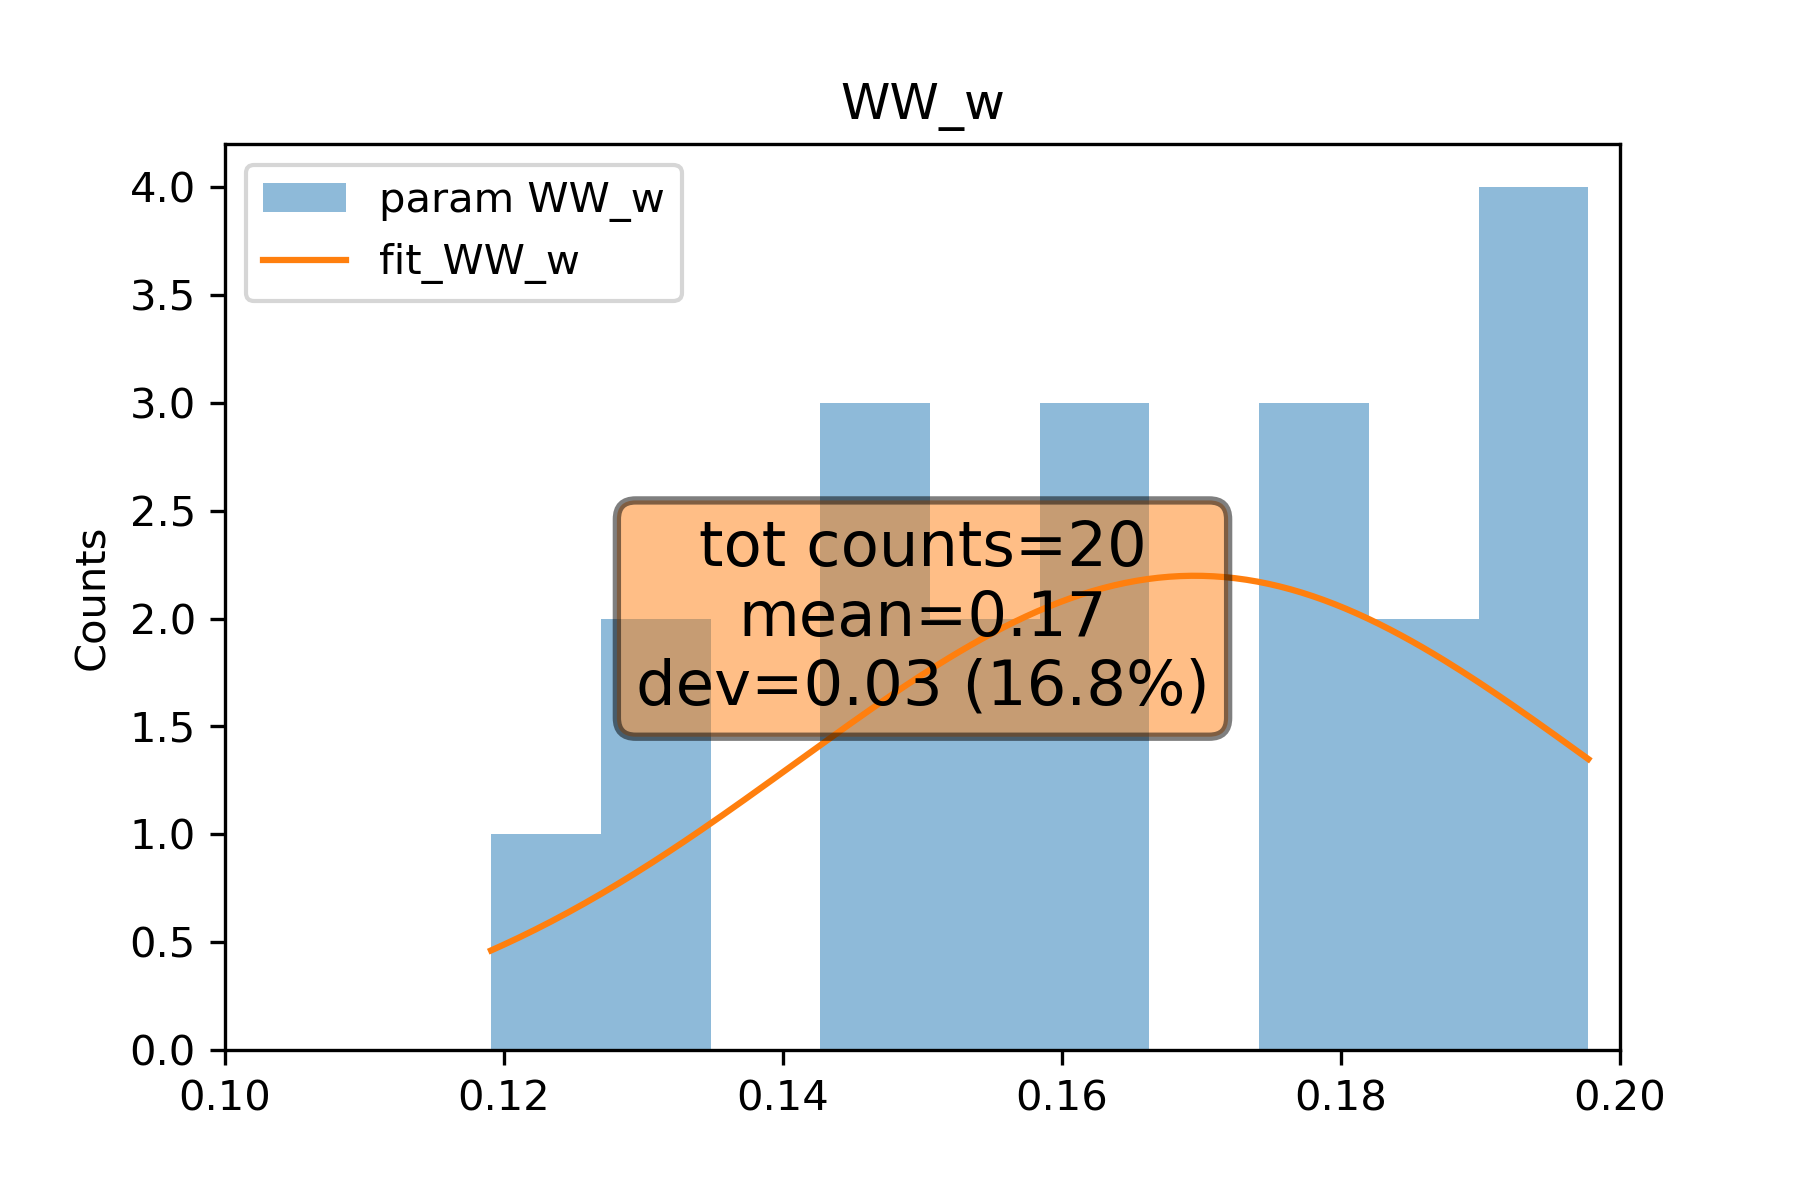 WW_w
param WW_w
fit_WW_w
Counts
4.0
3.5
3.0
2.5
2.0
1.5
1.0
0.5
0.0
tot counts=20
mean=0.17
dev=0.03 (16.8%)
0.10 0.12 0.14 0.16 0.18 0.20